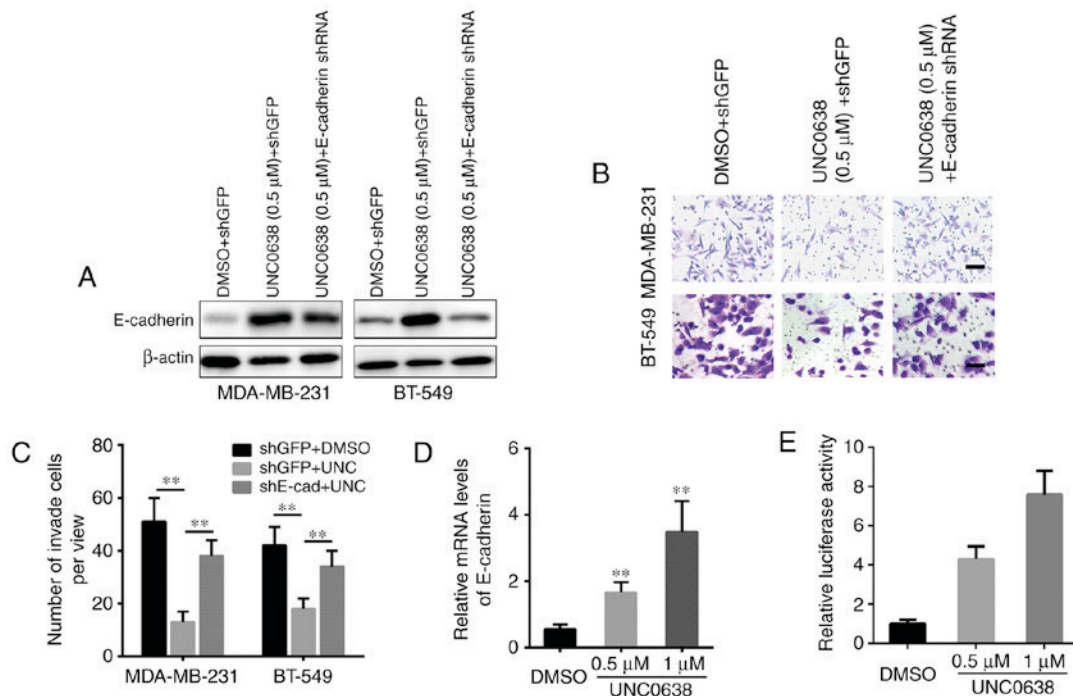 A
DMSO+shGFP
UNC0638 (0.5 μM)+shGFP
UNC0638 (0.5 μM)+E-cadherin shRNA
DMSO+shGFP
UNC0638 (0.5 μM)+shGFP
UNC0638 (0.5 μM)+E-cadherin shRNA
E-cadherin
β-actin
MDA-MB-231
BT-549
B
DMSO+shGFP
UNC0638
(0.5 μM) +shGFP
UNC0638 (0.5 μM)
+E-cadherin shRNA
MDA-MB-231
BT-549
C
Number of invade cells
per view
80
60
40
20
0
shGFP+DMSO
shGFP+UNC
shE-cad+UNC
**
**
**
**
MDA-MB-231
BT-549
D
Relative mRNA levels
of E-cadherin
6
4
2
0
**
**
DMSO
0.5 μM
1 μM
UNC0638
E
Relative luciferase activity
10
8
6
4
2
0
DMSO
0.5 μM
1 μM
UNC0638